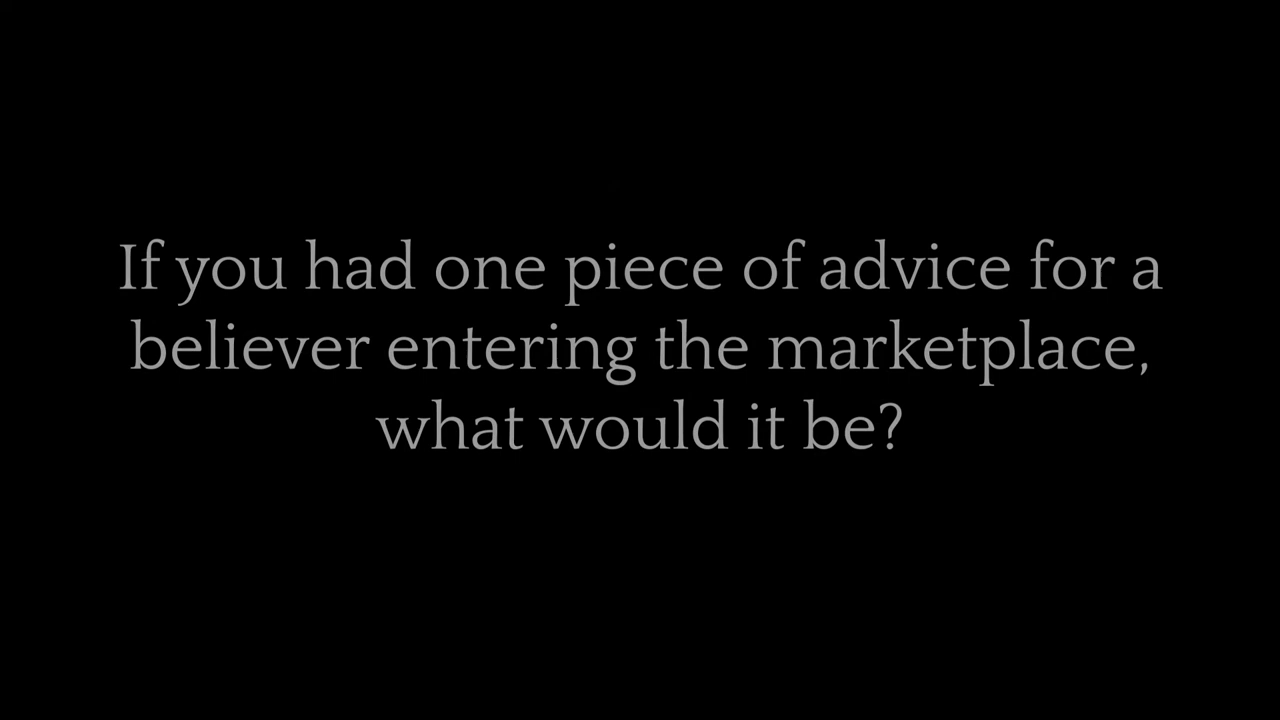 If you had one piece of advice for a
believer entering the marketplace,
what would it be?